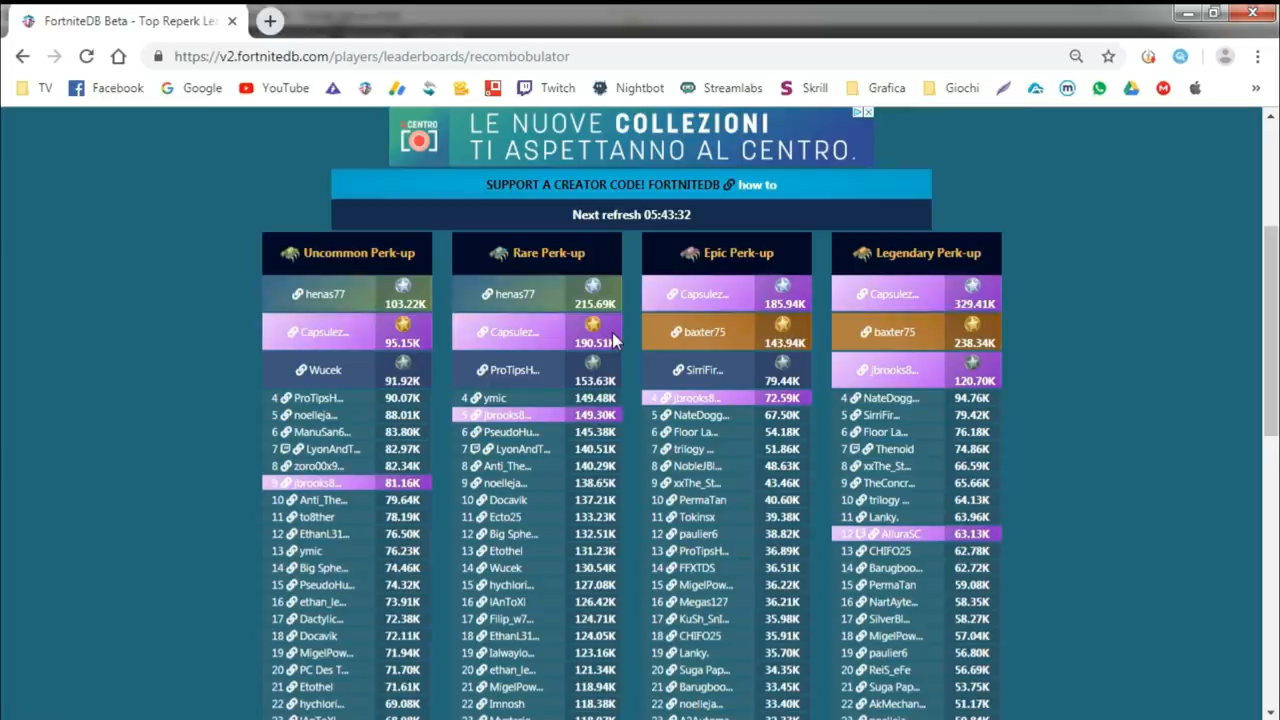 FortniteDB Beta - Top Reperk Le
https://v2.fortnitedb.com/players/leaderboards/recombobulator
TV Facebook Google YouTube Twitch Nightbot Streamlabs Skrill Grafica Giochi »
CENTRO
LE NUOVE COLLEZIONI
TI ASPETTANNO AL CENTRO.
SUPPORT A CREATOR CODE! FORTNITEDB how to
Next refresh 05:43:32
Uncommon Perk-up
henas77 103.22K
Capsulez... 95.15K
Wucek 91.92K
4 ProTipsH... 90.07K
5 noelleja... 88.01K
6 ManuSan6... 83.80K
7 LyonAndT... 82.97K
8 zoro00x9... 82.34K
9 jbrooks8... 81.16K
10 Anti_The... 79.64K
11 to8ther 78.19K
12 EthanL31... 76.50K
13 ymic 76.23K
14 Big Sphe... 74.46K
15 PseudoHu... 74.32K
16 ethan_le... 73.91K
17 Dactylic... 72.38K
18 Docavik 72.11K
19 MigelPow... 71.94K
20 PC Des T... 71.70K
21 Etothel 71.61K
22 hychlori... 69.08K
Rare Perk-up
henas77 215.69K
Capsulez... 190.51K
ProTipsH... 153.63K
4 ymic 149.48K
5 jbrooks8... 149.30K
6 PseudoHu... 145.38K
7 LyonAndT... 140.51K
8 Anti_The... 140.29K
9 noelleja... 138.65K
10 Docavik 137.21K
11 Ecto25 133.23K
12 Big Sphe... 132.51K
13 Etothel 131.23K
14 Wucek 130.54K
15 hychlori... 127.08K
16 126.42K
17 Filip_w7... 124.71K
18 EthanL31... 124.05K
19 123.16K
20 ethan_le... 121.34K
21 MigelPow... 118.94K
22 Imnosh 118.38K
Epic Perk-up
Capsulez... 185.94K
baxter75 143.94K
SirriFir... 79.44K
4 jbrooks8... 72.59K
5 NateDogg... 67.50K
6 Floor La... 54.18K
7 trilogy ... 51.86K
8 NobleJBl... 48.63K
9 xxThe_St... 43.46K
10 PermaTan 40.60K
11 Tokinsx 39.38K
12 paulier6 38.82K
13 ProTipsH... 36.89K
14 FFXTDS 36.51K
15 MigelPow... 36.22K
16 Megas127 36.21K
17 KuSh_SnI... 35.98K
18 CHIFO25 35.91K
19 Lanky. 35.70K
20 Suga Pap... 34.35K
21 Barugboo... 33.45K
22 noelleja... 33.40K
Legendary Perk-up
Capsulez... 329.41K
baxter75 238.34K
jbrooks8... 120.70K
4 NateDogg... 94.76K
5 SirriFir... 79.42K
6 Floor La... 76.18K
7 Thenoid 74.86K
8 xxThe_St... 66.59K
9 TheConcr... 65.66K
10 trilogy ... 64.13K
11 Lanky. 63.96K
12 AlluraSC 63.13K
13 CHIFO25 62.78K
14 Barugboo... 62.72K
15 PermaTan 59.08K
16 NartAyte... 58.35K
17 SilverBl... 58.27K
18 MigelPow... 57.04K
19 paulier6 56.80K
20 ReiS_eFe 56.69K
21 Suga Pap... 53.75K
22 AkMechan... 51.17K